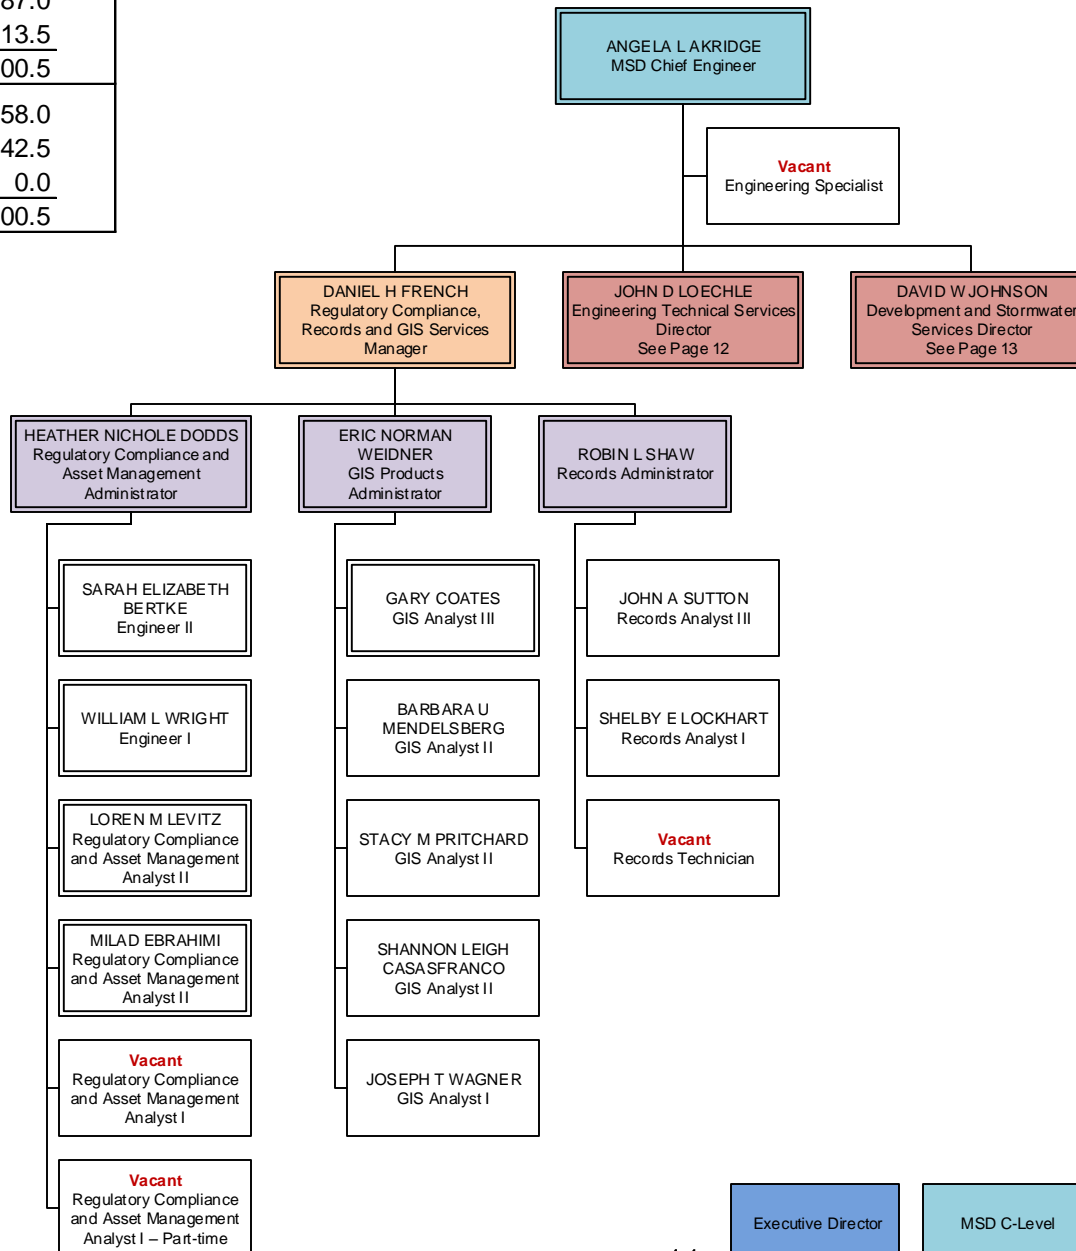 13.5
00.5
58.0
42.5
0.0
00.5
ANGELA L AKRIDGE
MSD Chief Engineer
Vacant
Engineering Specialist
DANIEL H FRENCH
Regulatory Compliance,
Records and GIS Services
Manager
JOHN D LOECHLE
Engineering Technical Services
Director
See Page 12
DAVID W JOHNSON
Development and Stormwater
Services Director
See Page 13
HEATHER NICHOLE DODDS
Regulatory Compliance and
Asset Management
Administrator
ERIC NORMAN
WEIDNER
GIS Products
Administrator
ROBIN L SHAW
Records Administrator
SARAH ELIZABETH
BERTKE
Engineer II
WILLIAM L WRIGHT
Engineer I
LOREN M LEVITZ
Regulatory Compliance
and Asset Management
Analyst II
MILAD EBRAHIMI
Regulatory Compliance
and Asset Management
Analyst II
Vacant
Regulatory Compliance
and Asset Management
Analyst I
Vacant
Regulatory Compliance
and Asset Management
Analyst I – Part-time
GARY COATES
GIS Analyst III
BARBARA U
MENDELSBERG
GIS Analyst II
STACY M PRITCHARD
GIS Analyst II
SHANNON LEIGH
CASASFRANCO
GIS Analyst II
JOSEPH T WAGNER
GIS Analyst I
JOHN A SUTTON
Records Analyst III
SHELBY E LOCKHART
Records Analyst I
Vacant
Records Technician
Executive Director
MSD C-Level